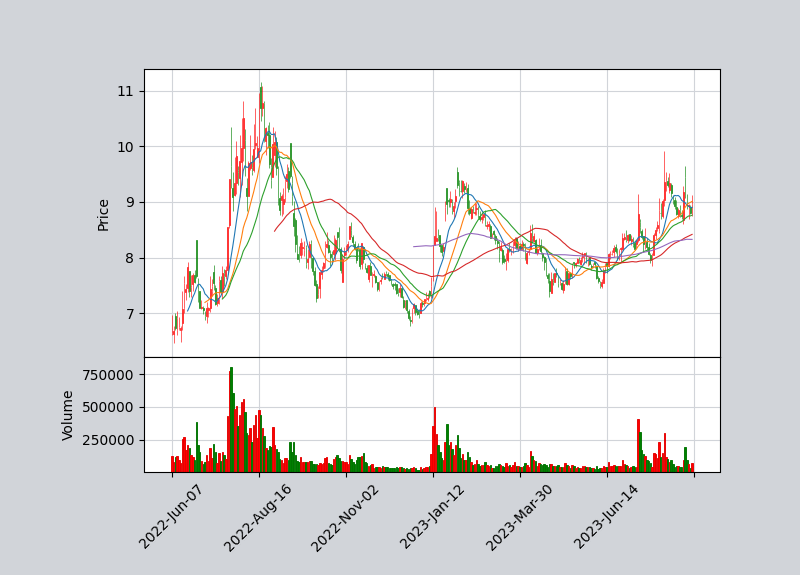 11
10
9
8
7
Price
750000
500000
250000
Volume
2022-Jun-07
2022-Aug-16
2022-Nov-02
2023-Jan-12
2023-Mar-30
2023-Jun-14